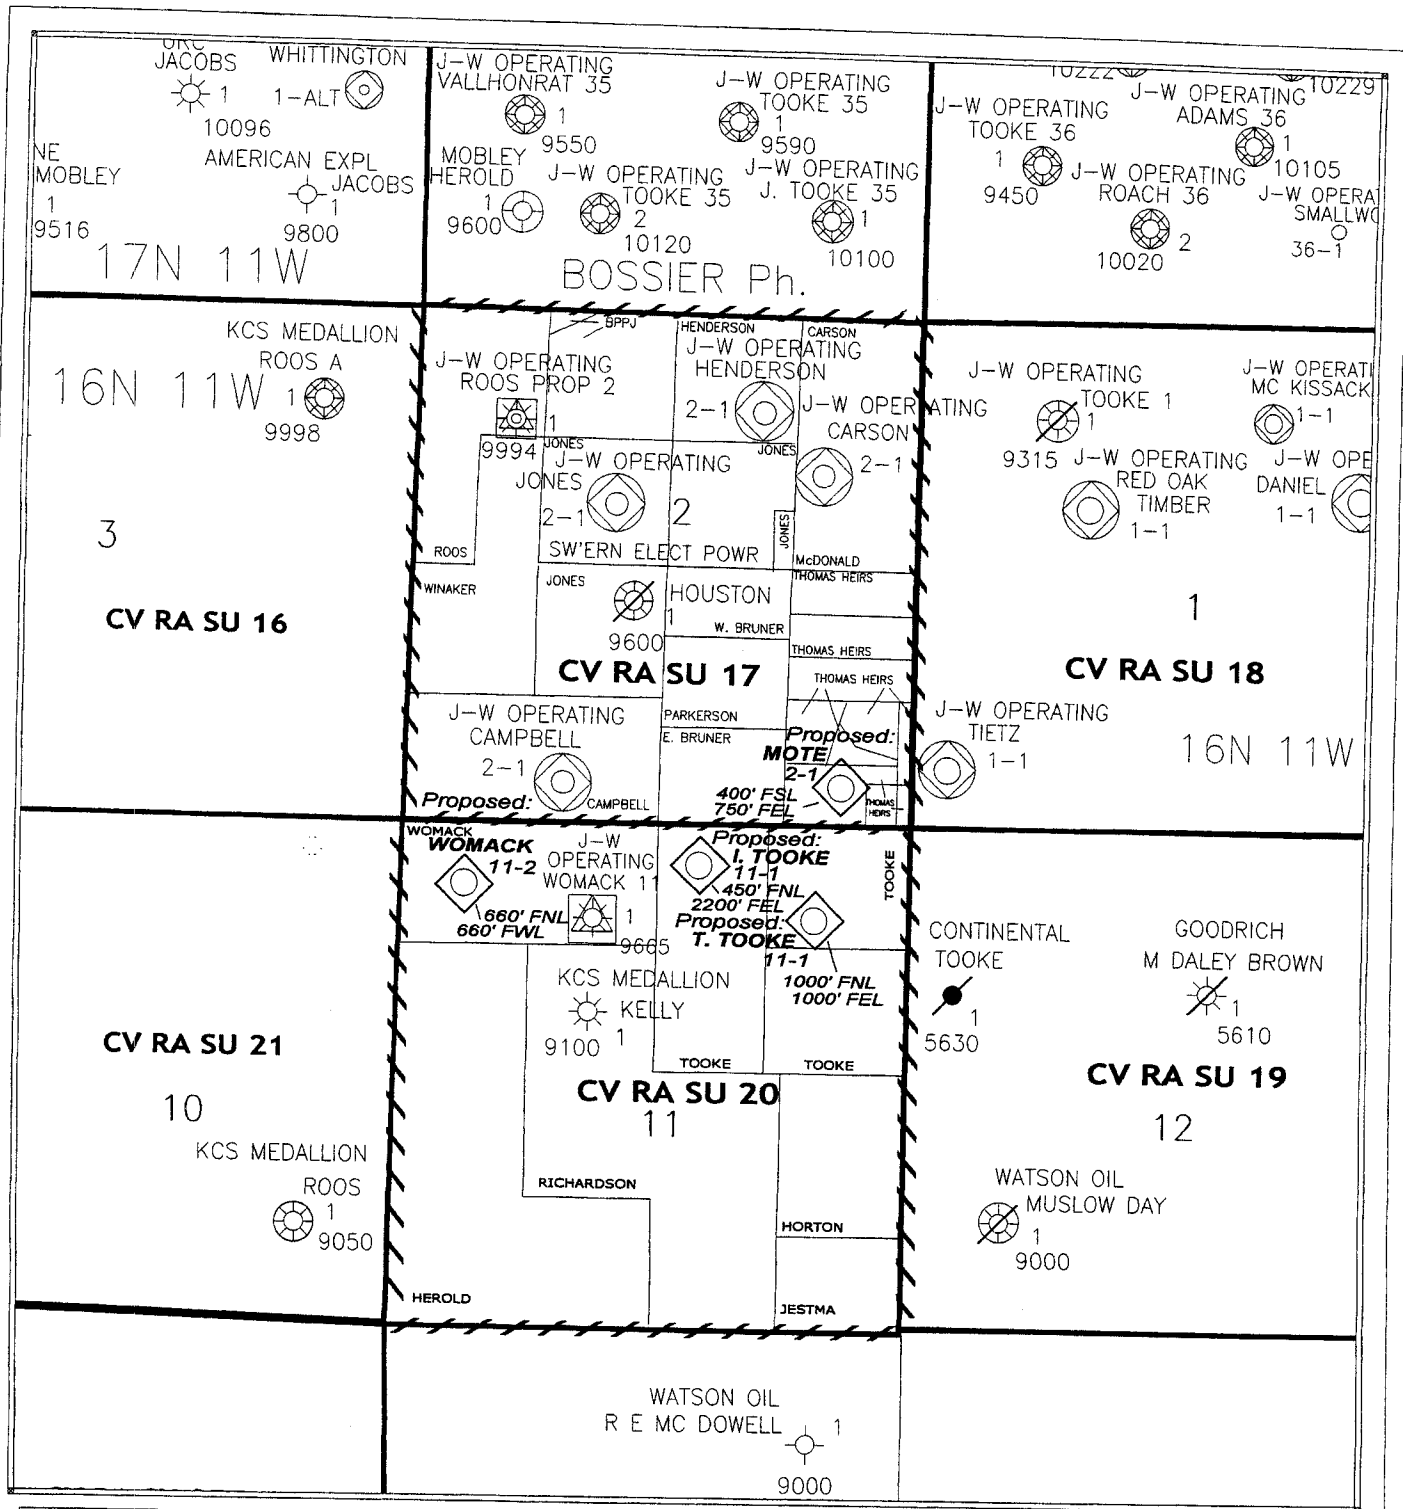 JACOBS
1
10096
WHITTINGTON
1-ALT
J-W OPERATING
VALLHONRAT 35
1
9550
J-W OPERATING
TOOKE 35
1
9590
10222
10229
J-W OPERATING
TOOKE 36
1
9450
J-W OPERATING
ADAMS 36
1
10105
NE
MOBLEY
1
9516
AMERICAN EXPL
JACOBS
1
9800
MOBLEY
HEROLD
1
9600
J-W OPERATING
TOOKE 35
2
10120
J-W OPERATING
J. TOOKE 35
1
10100
J-W OPERATING
ROACH 36
2
10020
J-W OPERA
SMALLWO
36-1
17N 11W
BOSSIER Ph.
KCS MEDALLION
ROOS A
1
9998
16N 11W
3
CV RA SU 16
BPPJ
HENDERSON
CARSON
J-W OPERATING
ROOS PROP 2
1
9994
J-W OPERATING
HENDERSON
2-1
J-W OPERATING
CARSON
2-1
JONES
JONES
J-W OPERATING
JONES
2-1
2
JONES
ROOS
SW'ERN ELECT POWR
McDONALD
WINAKER
JONES
THOMAS HEIRS
HOUSTON
1
9600
W. BRUNER
THOMAS HEIRS
CV RA SU 17
THOMAS HEIRS
J-W OPERATING
CAMPBELL
2-1
CAMPBELL
PARKERSON
E. BRUNER
Proposed:
MOTE
2-1
400' FSL
750' FEL
THOMAS
HEIRS
J-W OPERATING
TOOKE 1
1
9315
J-W OPERATI
MC KISSACK
1-1
J-W OPERATING
RED OAK
TIMBER
1-1
J-W OPE
DANIEL
1-1
1
CV RA SU 18
J-W OPERATING
TIETZ
1-1
16N 11W
Proposed:
WOMACK
WOMACK
11-2
660' FNL
660' FWL
J-W
OPERATING
WOMACK 11
1
9665
Proposed:
I. TOOKE
11-1
450' FNL
2200' FEL
Proposed:
T. TOOKE
11-1
1000' FNL
1000' FEL
TOOKE
KCS MEDALLION
KELLY
1
9100
TOOKE
TOOKE
CV RA SU 20
11
RICHARDSON
HORTON
HEROLD
JESTMA
CV RA SU 21
10
KCS MEDALLION
ROOS
1
9050
CONTINENTAL
TOOKE
1
5630
GOODRICH
M DALEY BROWN
1
5610
CV RA SU 19
12
WATSON OIL
MUSLOW DAY
1
9000
WATSON OIL
R E MC DOWELL
1
9000